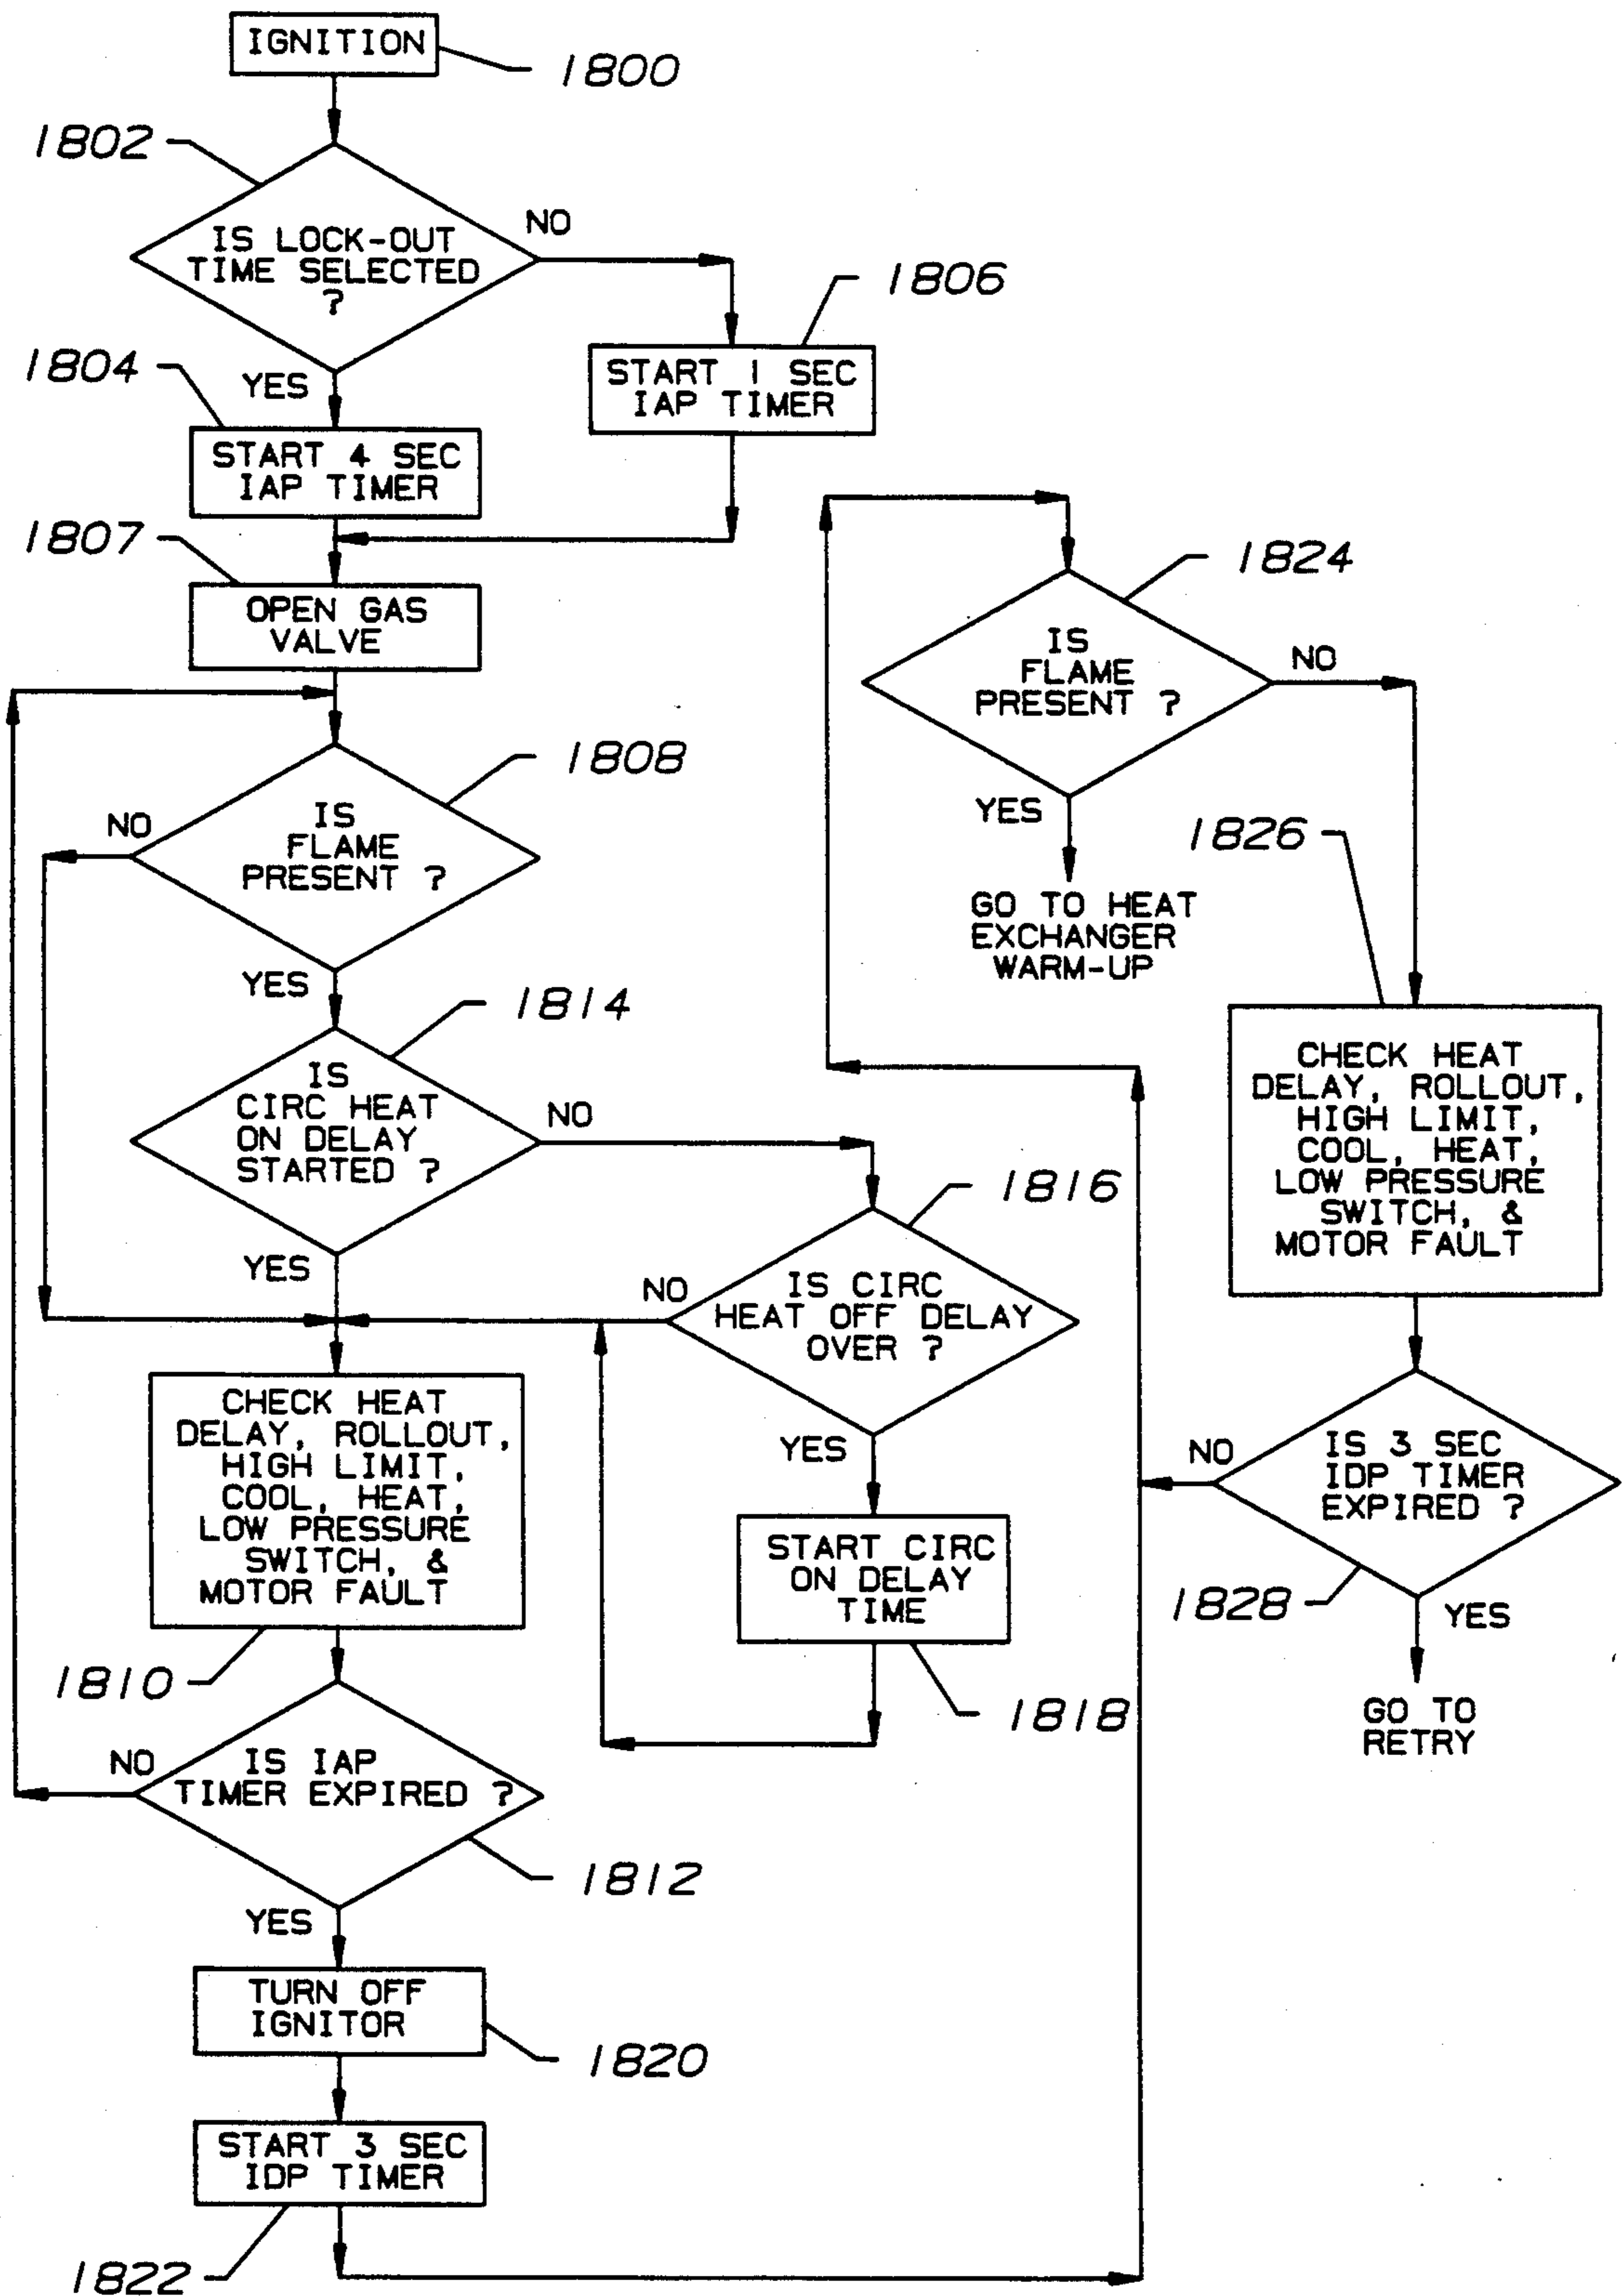 IGNITION
1800
1802
IS LOCK-OUT
TIME SELECTED
?
NO
YES
1804
START 4 SEC
IAP TIMER
1806
START 1 SEC
IAP TIMER
1807
OPEN GAS
VALVE
1808
IS
FLAME
PRESENT ?
NO
YES
1814
IS
CIRC HEAT
ON DELAY
STARTED ?
NO
YES
1816
IS CIRC
HEAT OFF DELAY
OVER ?
NO
YES
START CIRC
ON DELAY
TIME
1818
CHECK HEAT
DELAY, ROLLOUT,
HIGH LIMIT,
COOL, HEAT,
LOW PRESSURE
SWITCH, &
MOTOR FAULT
1810
IS IAP
TIMER EXPIRED ?
NO
1812
YES
TURN OFF
IGNITOR
1820
START 3 SEC
IDP TIMER
1822
1824
IS
FLAME
PRESENT ?
NO
YES
GO TO HEAT
EXCHANGER
WARM-UP
1826
CHECK HEAT
DELAY, ROLLOUT,
HIGH LIMIT,
COOL, HEAT,
LOW PRESSURE
SWITCH, &
MOTOR FAULT
IS 3 SEC
IDP TIMER
EXPIRED ?
NO
1828
YES
GO TO
RETRY